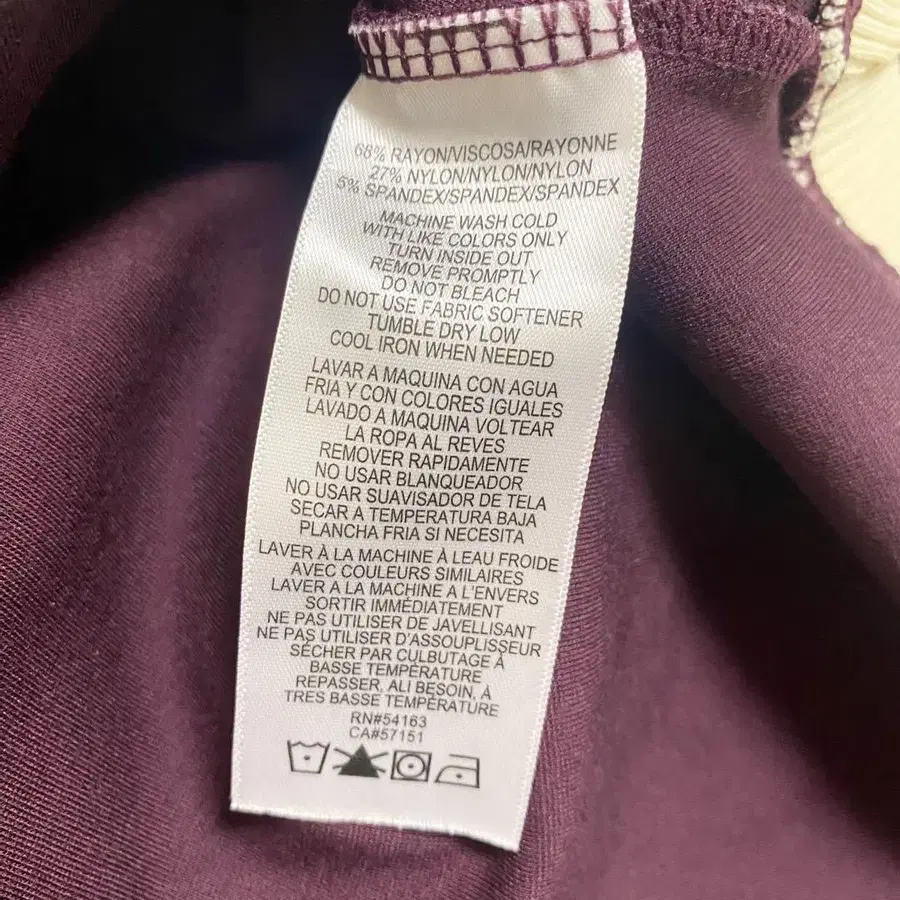 68% RAYON/VISCOSA/RAYONNE
27% NYLON/NYLON/NYLON
5% SPANDEX/SPANDEX/SPANDEX
MACHINE WASH COLD
WITH LIKE COLORS ONLY
TURN INSIDE OUT
REMOVE PROMPTLY
DO NOT BLEACH
DO NOT USE FABRIC SOFTENER
TUMBLE DRY LOW
COOL IRON WHEN NEEDED
LAVAR A MAQUINA CON AGUA
FRIA Y CON COLORES IGUALES
LAVADO A MAQUINA VOLTEAR
LA ROPA AL REVES
REMOVER RAPIDAMENTE
NO USAR BLANQUEADOR
NO USAR SUAVISADOR DE TELA
SECAR A TEMPERATURA BAJA
PLANCHA FRIA SI NECESITA
LAVER À LA MACHINE À LEAU FROIDE
AVEC COULEURS SIMILAIRES
LAVER A LA MACHINE A L'ENVERS
SORTIR IMMÉDIATEMENT
NE PAS UTILISER DE JAVELLISANT
NE PAS UTILISER D'ASSOUPLISSEUR
SÉCHER PAR CULBUTAGE À
BASSE TEMPÉRATURE
REPASSER, ALI BESOIN, À
TRES BASSE TEMPÉRATURE
RN#54163
CA#57151